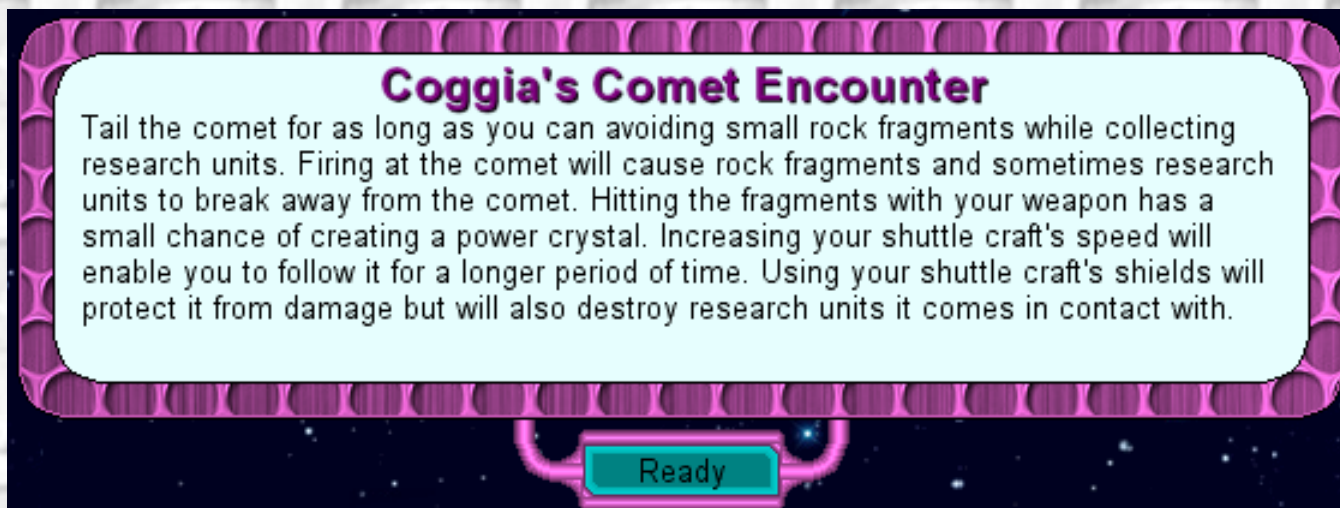 Coggia's Comet Encounter
Tail the comet for as long as you can avoiding small rock fragments while collecting
research units. Firing at the comet will cause rock fragments and sometimes research
units to break away from the comet. Hitting the fragments with your weapon has a
small chance of creating a power crystal. Increasing your shuttle craft's speed will
enable you to follow it for a longer period of time. Using your shuttle craft's shields will
protect it from damage but will also destroy research units it comes in contact with.
Ready